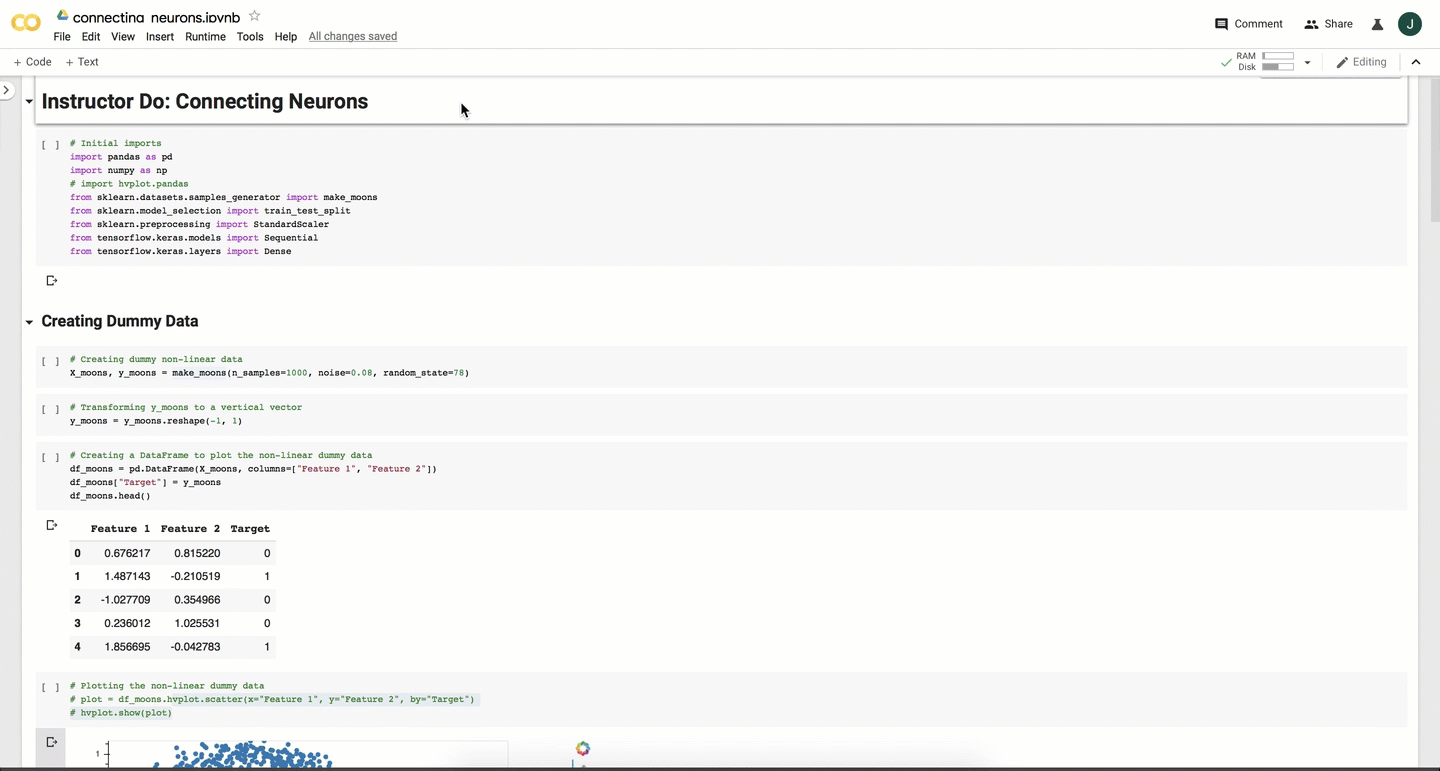 connecting_neurons.ipynb
File Edit View Insert Runtime Tools Help All changes saved
Comment Share J
+ Code + Text
RAM
Disk
Editing
Instructor Do: Connecting Neurons
[ ] # Initial imports
import pandas as pd
import numpy as np
# import hvplot.pandas
from sklearn.datasets.samples_generator import make_moons
from sklearn.model_selection import train_test_split
from sklearn.preprocessing import StandardScaler
from tensorflow.keras.models import Sequential
from tensorflow.keras.layers import Dense
Creating Dummy Data
[ ] # Creating dummy non-linear data
X_moons, y_moons = make_moons(n_samples=1000, noise=0.08, random_state=78)
[ ] # Transforming y_moons to a vertical vector
y_moons = y_moons.reshape(-1, 1)
[ ] # Creating a DataFrame to plot the non-linear dummy data
df_moons = pd.DataFrame(X_moons, columns=["Feature 1", "Feature 2"])
df_moons["Target"] = y_moons
df_moons.head()
Feature 1 Feature 2 Target
0 0.676217 0.815220 0
1 1.487143 -0.210519 1
2 -1.027709 0.354966 0
3 0.236012 1.025531 0
4 1.856695 -0.042783 1
[ ] # Plotting the non-linear dummy data
# plot = df_moons.hvplot.scatter(x="Feature 1", y="Feature 2", by="Target")
# hvplot.show(plot)
1